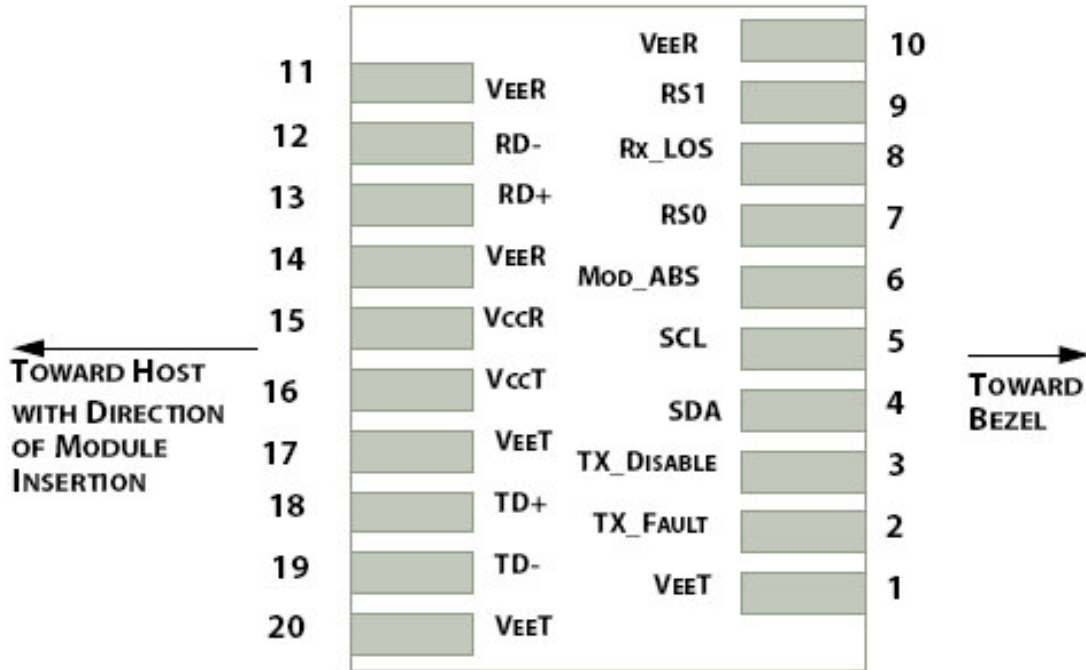 VEER 10
11 VEER
RS1 9
12 RD-
RX_LOS 8
13 RD+
RS0 7
14 VEER
MOD_ABS 6
15 VCCR
SCL 5
TOWARD HOST
WITH DIRECTION
OF MODULE
INSERTION
TOWARD
BEZEL
16 VCCT
SDA 4
17 VEET
TX_DISABLE 3
18 TD+
TX_FAULT 2
19 TD-
VEET 1
20 VEET